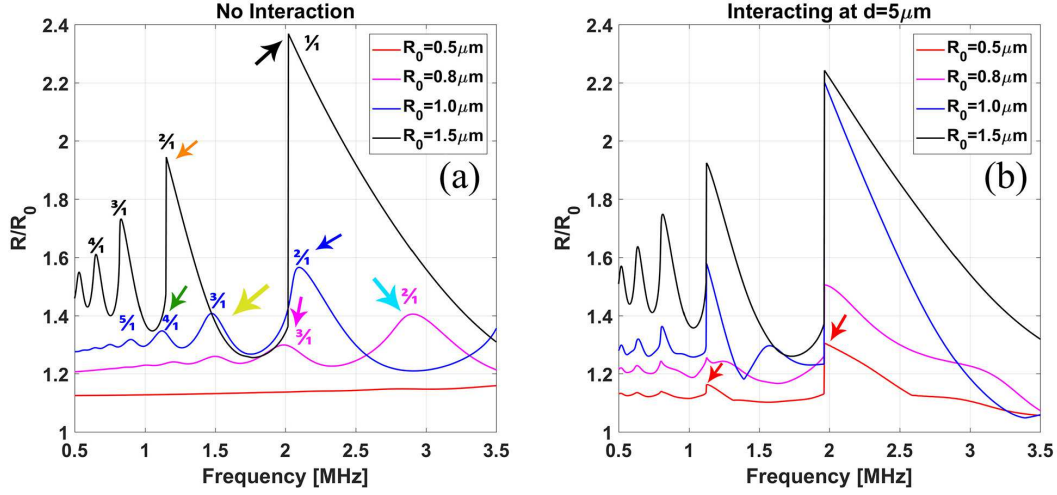 No Interaction
2.4
2.2
2
1.8
1.6
1.4
1.2
1
R/R0
0.5
1
1.5
2
2.5
3
3.5
Frequency [MHz]
R0=0.5μm
R0=0.8μm
R0=1.0μm
R0=1.5μm
(a)
1/1
2/1
3/1
4/1
5/1
4/1
3/1
2/1
3/1
2/1
Interacting at d=5μm
2.4
2.2
2
1.8
1.6
1.4
1.2
1
R/R0
0.5
1
1.5
2
2.5
3
3.5
Frequency [MHz]
R0=0.5μm
R0=0.8μm
R0=1.0μm
R0=1.5μm
(b)